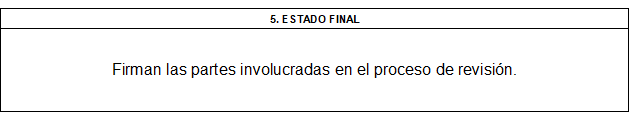 5. ESTADO FINAL
Firman las partes involucradas en el proceso de revisión.